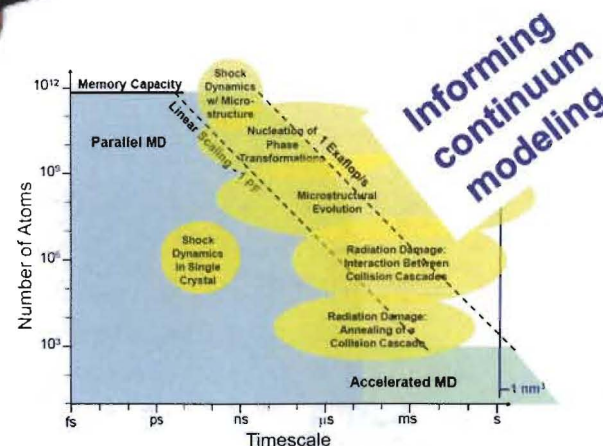 Informing
continuum
modeling
10¹²
Memory Capacity
Shock
Dynamics
w/ Micro-
structure
Parallel MD
Linear Scaling - 1 PF
1 Exaflop/s
Nucleation of
Phase
Transformations
10⁹
Microstructural
Evolution
Number of Atoms
10⁶
Shock
Dynamics
in Single
Crystal
Radiation Damage:
Interaction Between
Collision Cascades
10³
Radiation Damage:
Annealing of a
Collision Cascade
Accelerated MD
1 nm³
fs
ps
ns
μs
ms
s
Timescale